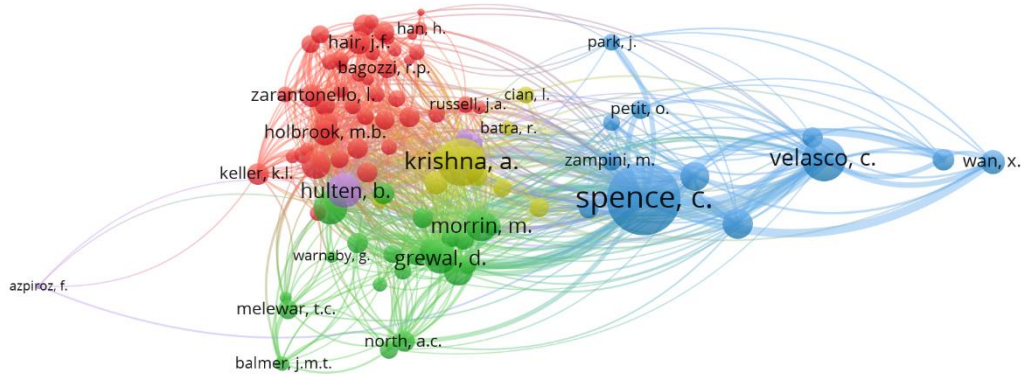 han, h.
hair, j.f.
park, j.
bagozzi, r.p.
zarantonello, l.
cian, l.
russell, j.a.
petit, o.
holbrook, m.b.
batra, r.
krishna, a.
zampini, m.
velasco, c.
wan, x.
keller, k.l.
hulten, b.
spence, c.
morrin, m.
warnaby, g.
grewal, d.
azpiroz, f.
melewar, t.c.
north, a.c.
balmer, j.m.t.